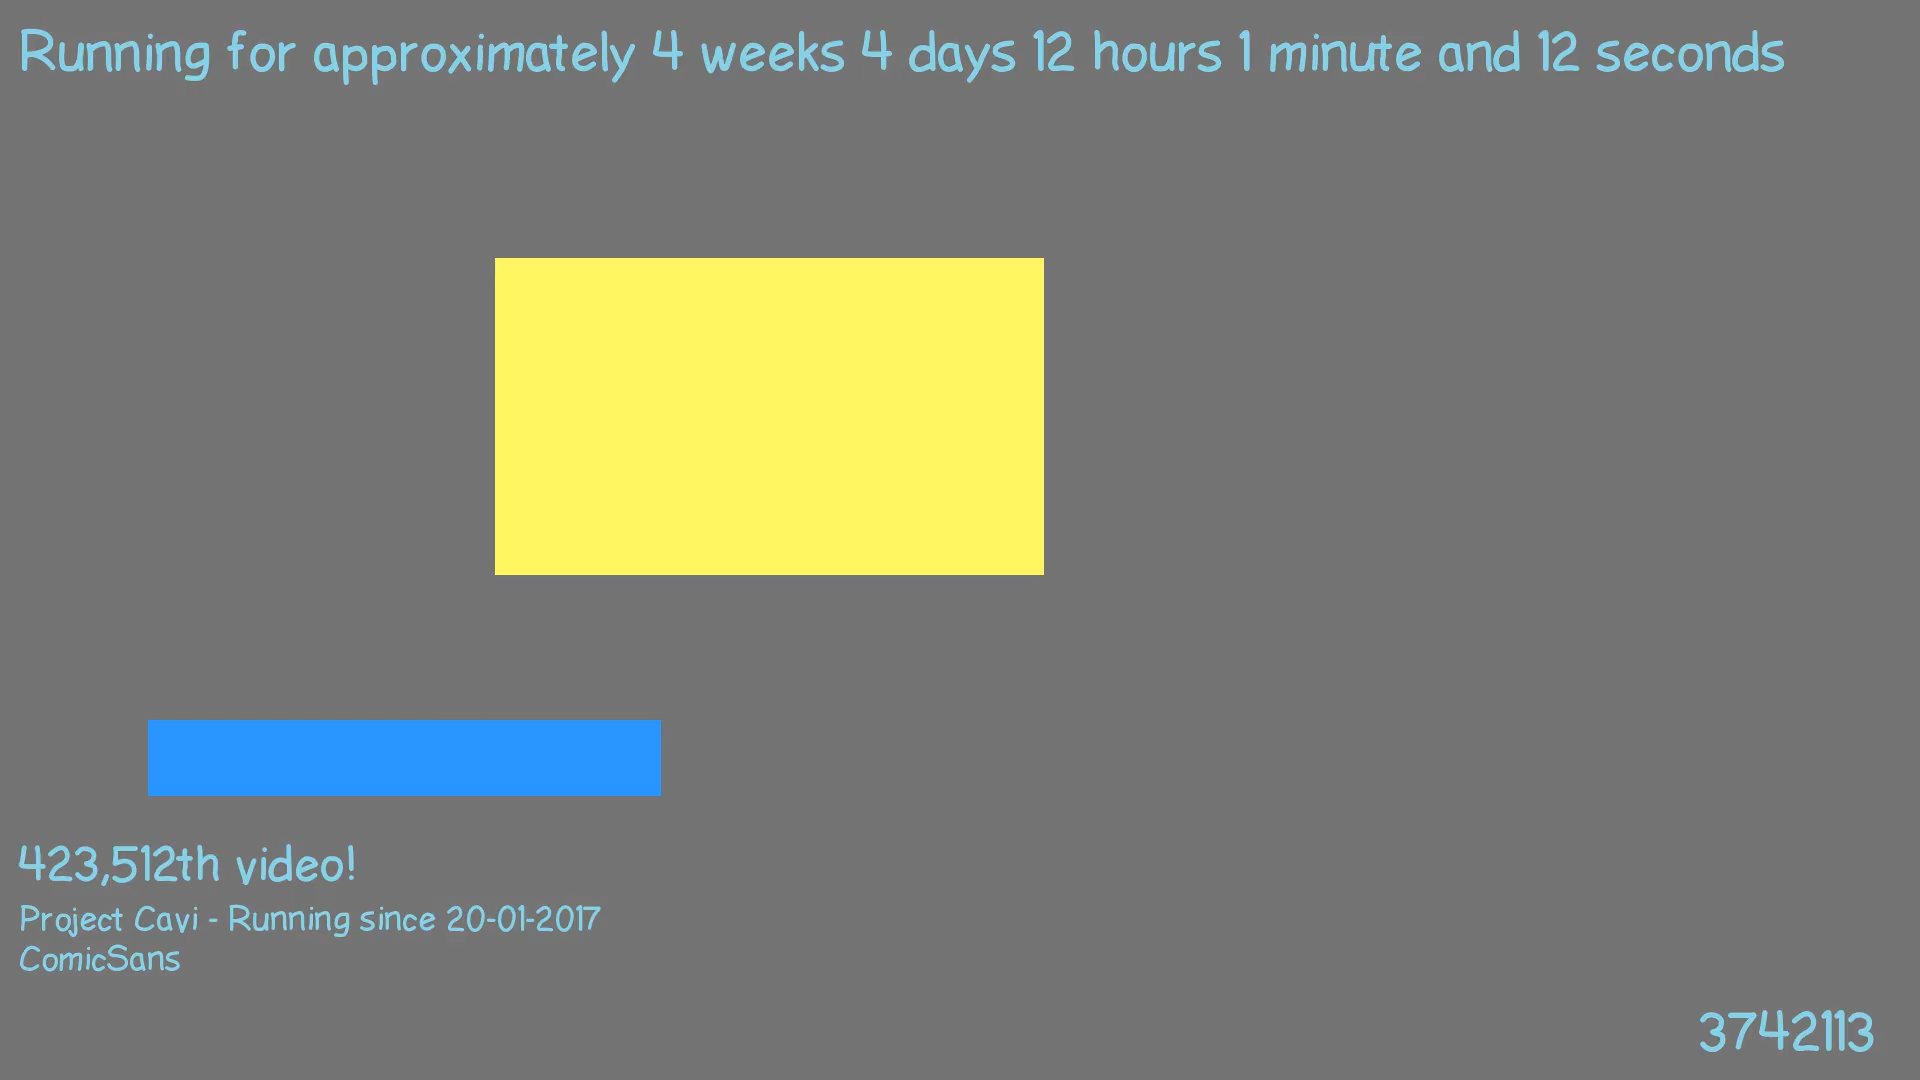 Running for approximately 4 weeks 4 days 12 hours 1 minute and 12 seconds
423,512th video!
Project Cavi - Running since 20-01-2017
ComicSans
3742113